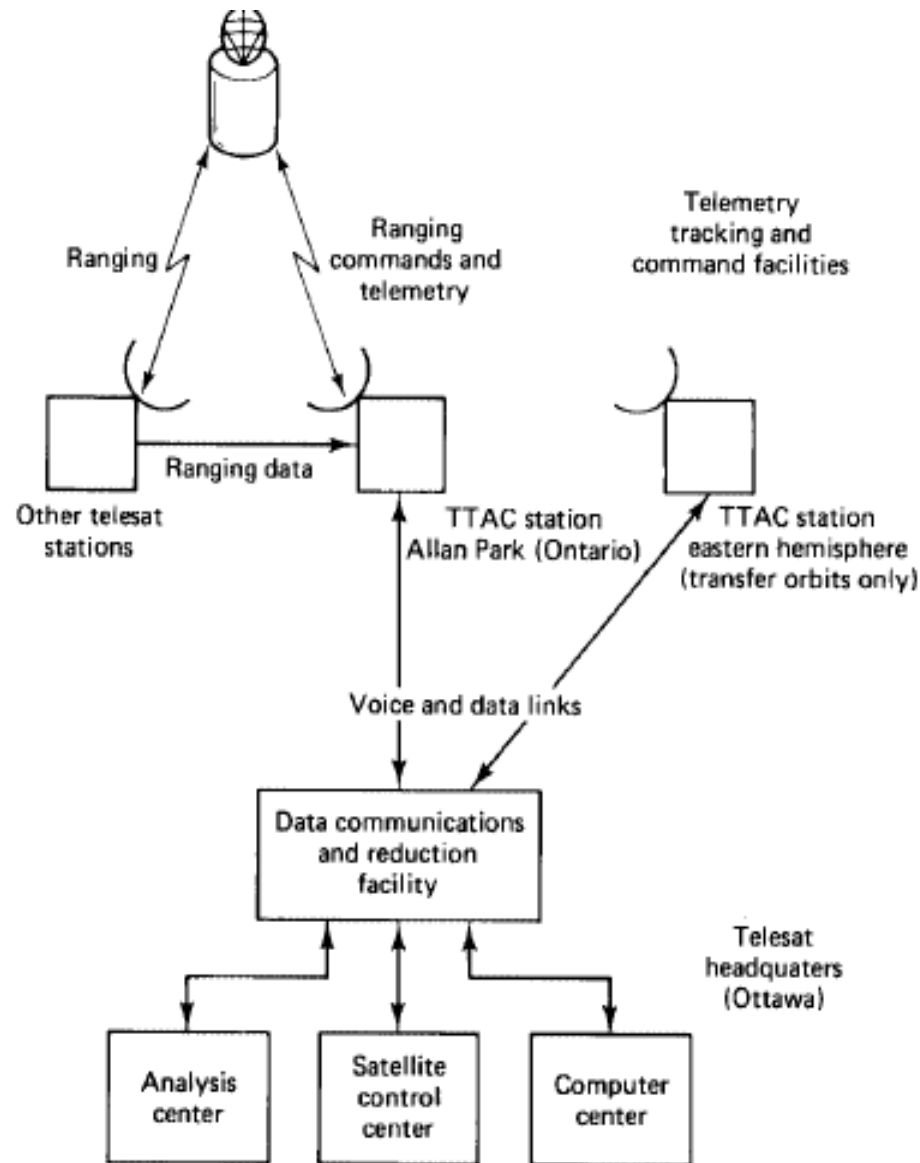 Ranging
Ranging
commands and
telemetry
Telemetry
tracking and
command facilities
Ranging data
Other telesat
stations
TTAC station
Allan Park (Ontario)
TTAC station
eastern hemisphere
(transfer orbits only)
Voice and data links
Data communications
and reduction
facility
Telesat
headquaters
(Ottawa)
Analysis
center
Satellite
control
center
Computer
center